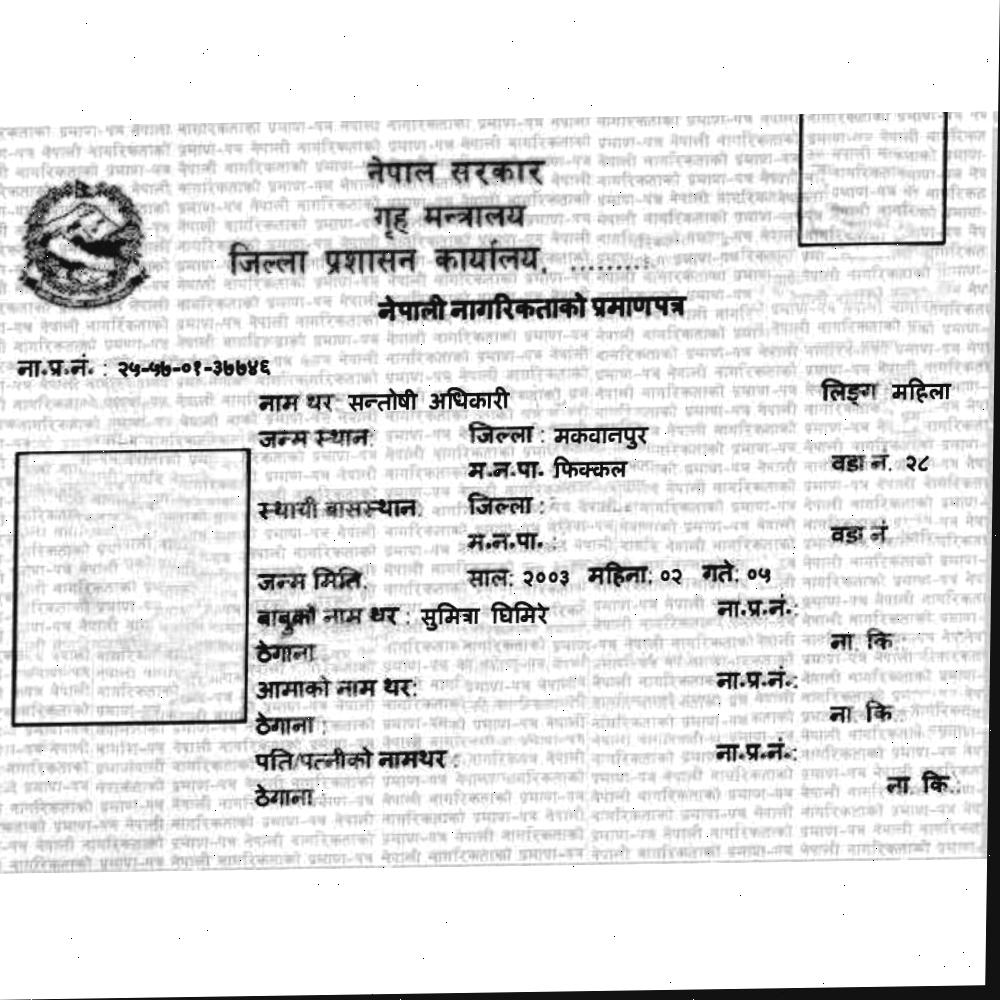 नेपाल सरकार
गृह मन्त्रालय
जिल्ला प्रशासन कार्यालय, .........
नेपाली नागरिकताको प्रमाणपत्र
ना.प्र.नं. : २५-५७-०१-३७७४६
नाम थर सन्तोषी अधिकारी लिङ्ग महिला
जन्म स्थान: जिल्ला : मकवानपुर
म.न.पा. फिक्कल वडा नं. २८
स्थायी बासस्थान: जिल्ला :
म.न.पा. : वडा नं
जन्म मिति: साल: २००३ महिना: ०२ गते: ०५
बाबुको नाम थर : सुमित्रा घिमिरे ना.प्र.नं.:
ठेगाना ना. कि.:
आमाको नाम थर: ना.प्र.नं.:
ठेगाना : ना. कि.:
पति/पत्नीको नामथर : ना.प्र.नं.:
ठेगाना ना. कि.: